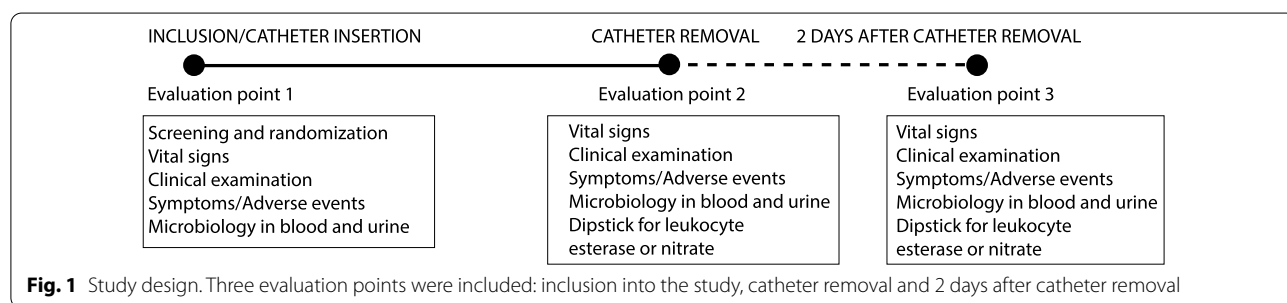 INCLUSION/CATHETER INSERTION
CATHETER REMOVAL
2 DAYS AFTER CATHETER REMOVAL
Evaluation point 1
Evaluation point 2
Evaluation point 3
Screening and randomization
Vital signs
Clinical examination
Symptoms/Adverse events
Microbiology in blood and urine
Vital signs
Clinical examination
Symptoms/Adverse events
Microbiology in blood and urine
Dipstick for leukocyte
esterase or nitrate
Vital signs
Clinical examination
Symptoms/Adverse events
Microbiology in blood and urine
Dipstick for leukocyte
esterase or nitrate
Fig. 1 Study design. Three evaluation points were included: inclusion into the study, catheter removal and 2 days after catheter removal